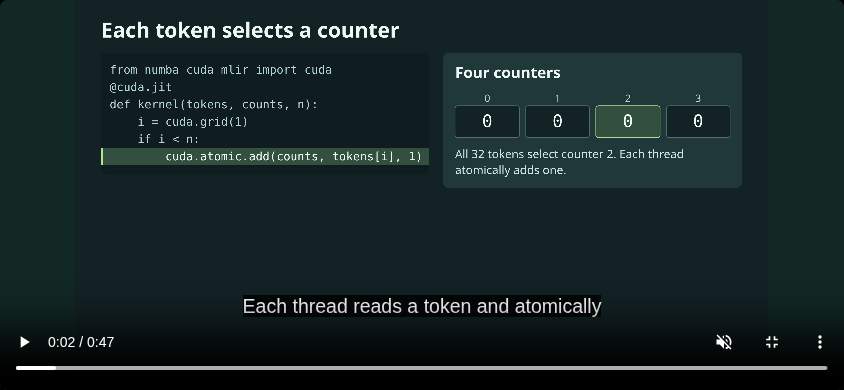 Each token selects a counter
from numba cuda mlir import cuda
@cuda.jit
def kernel(tokens, counts, n):
    i = cuda.grid(1)
    if i < n:
        cuda.atomic.add(counts, tokens[i], 1)
Four counters
0 1 2 3
0 0 0 0
All 32 tokens select counter 2. Each thread
atomically adds one.
Each thread reads a token and atomically
0:02 / 0:47